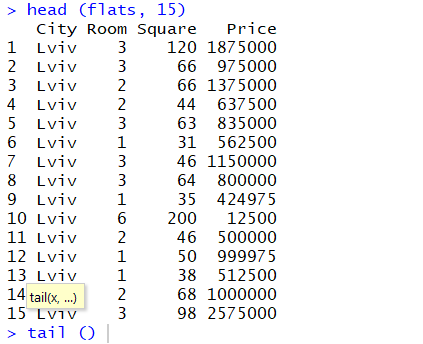 > head (flats, 15)
City Room Square Price
1 Lviv 3 120 1875000
2 Lviv 3 66 975000
3 Lviv 2 66 1375000
4 Lviv 2 44 637500
5 Lviv 3 63 835000
6 Lviv 1 31 562500
7 Lviv 3 46 1150000
8 Lviv 3 64 800000
9 Lviv 1 35 424975
10 Lviv 6 200 12500
11 Lviv 2 46 500000
12 Lviv 1 50 999975
13 Lviv 1 38 512500
14 tail(x, ...) 2 68 1000000
15 Lviv 3 98 2575000
> tail ()